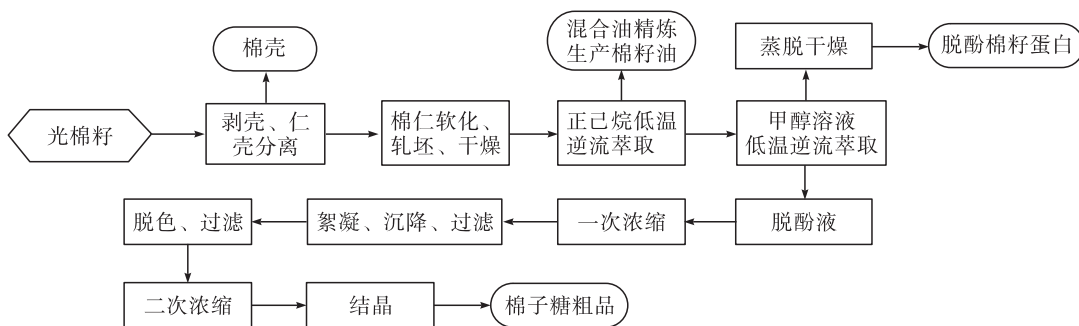 棉壳
混合油精炼
生产棉籽油
蒸脱干燥
脱酚棉籽蛋白
光棉籽
剥壳、仁
壳分离
棉仁软化、
轧坯、干燥
正己烷低温
逆流萃取
甲醇溶液
低温逆流萃取
脱色、过滤
絮凝、沉降、过滤
一次浓缩
脱酚液
二次浓缩
结晶
棉子糖粗品